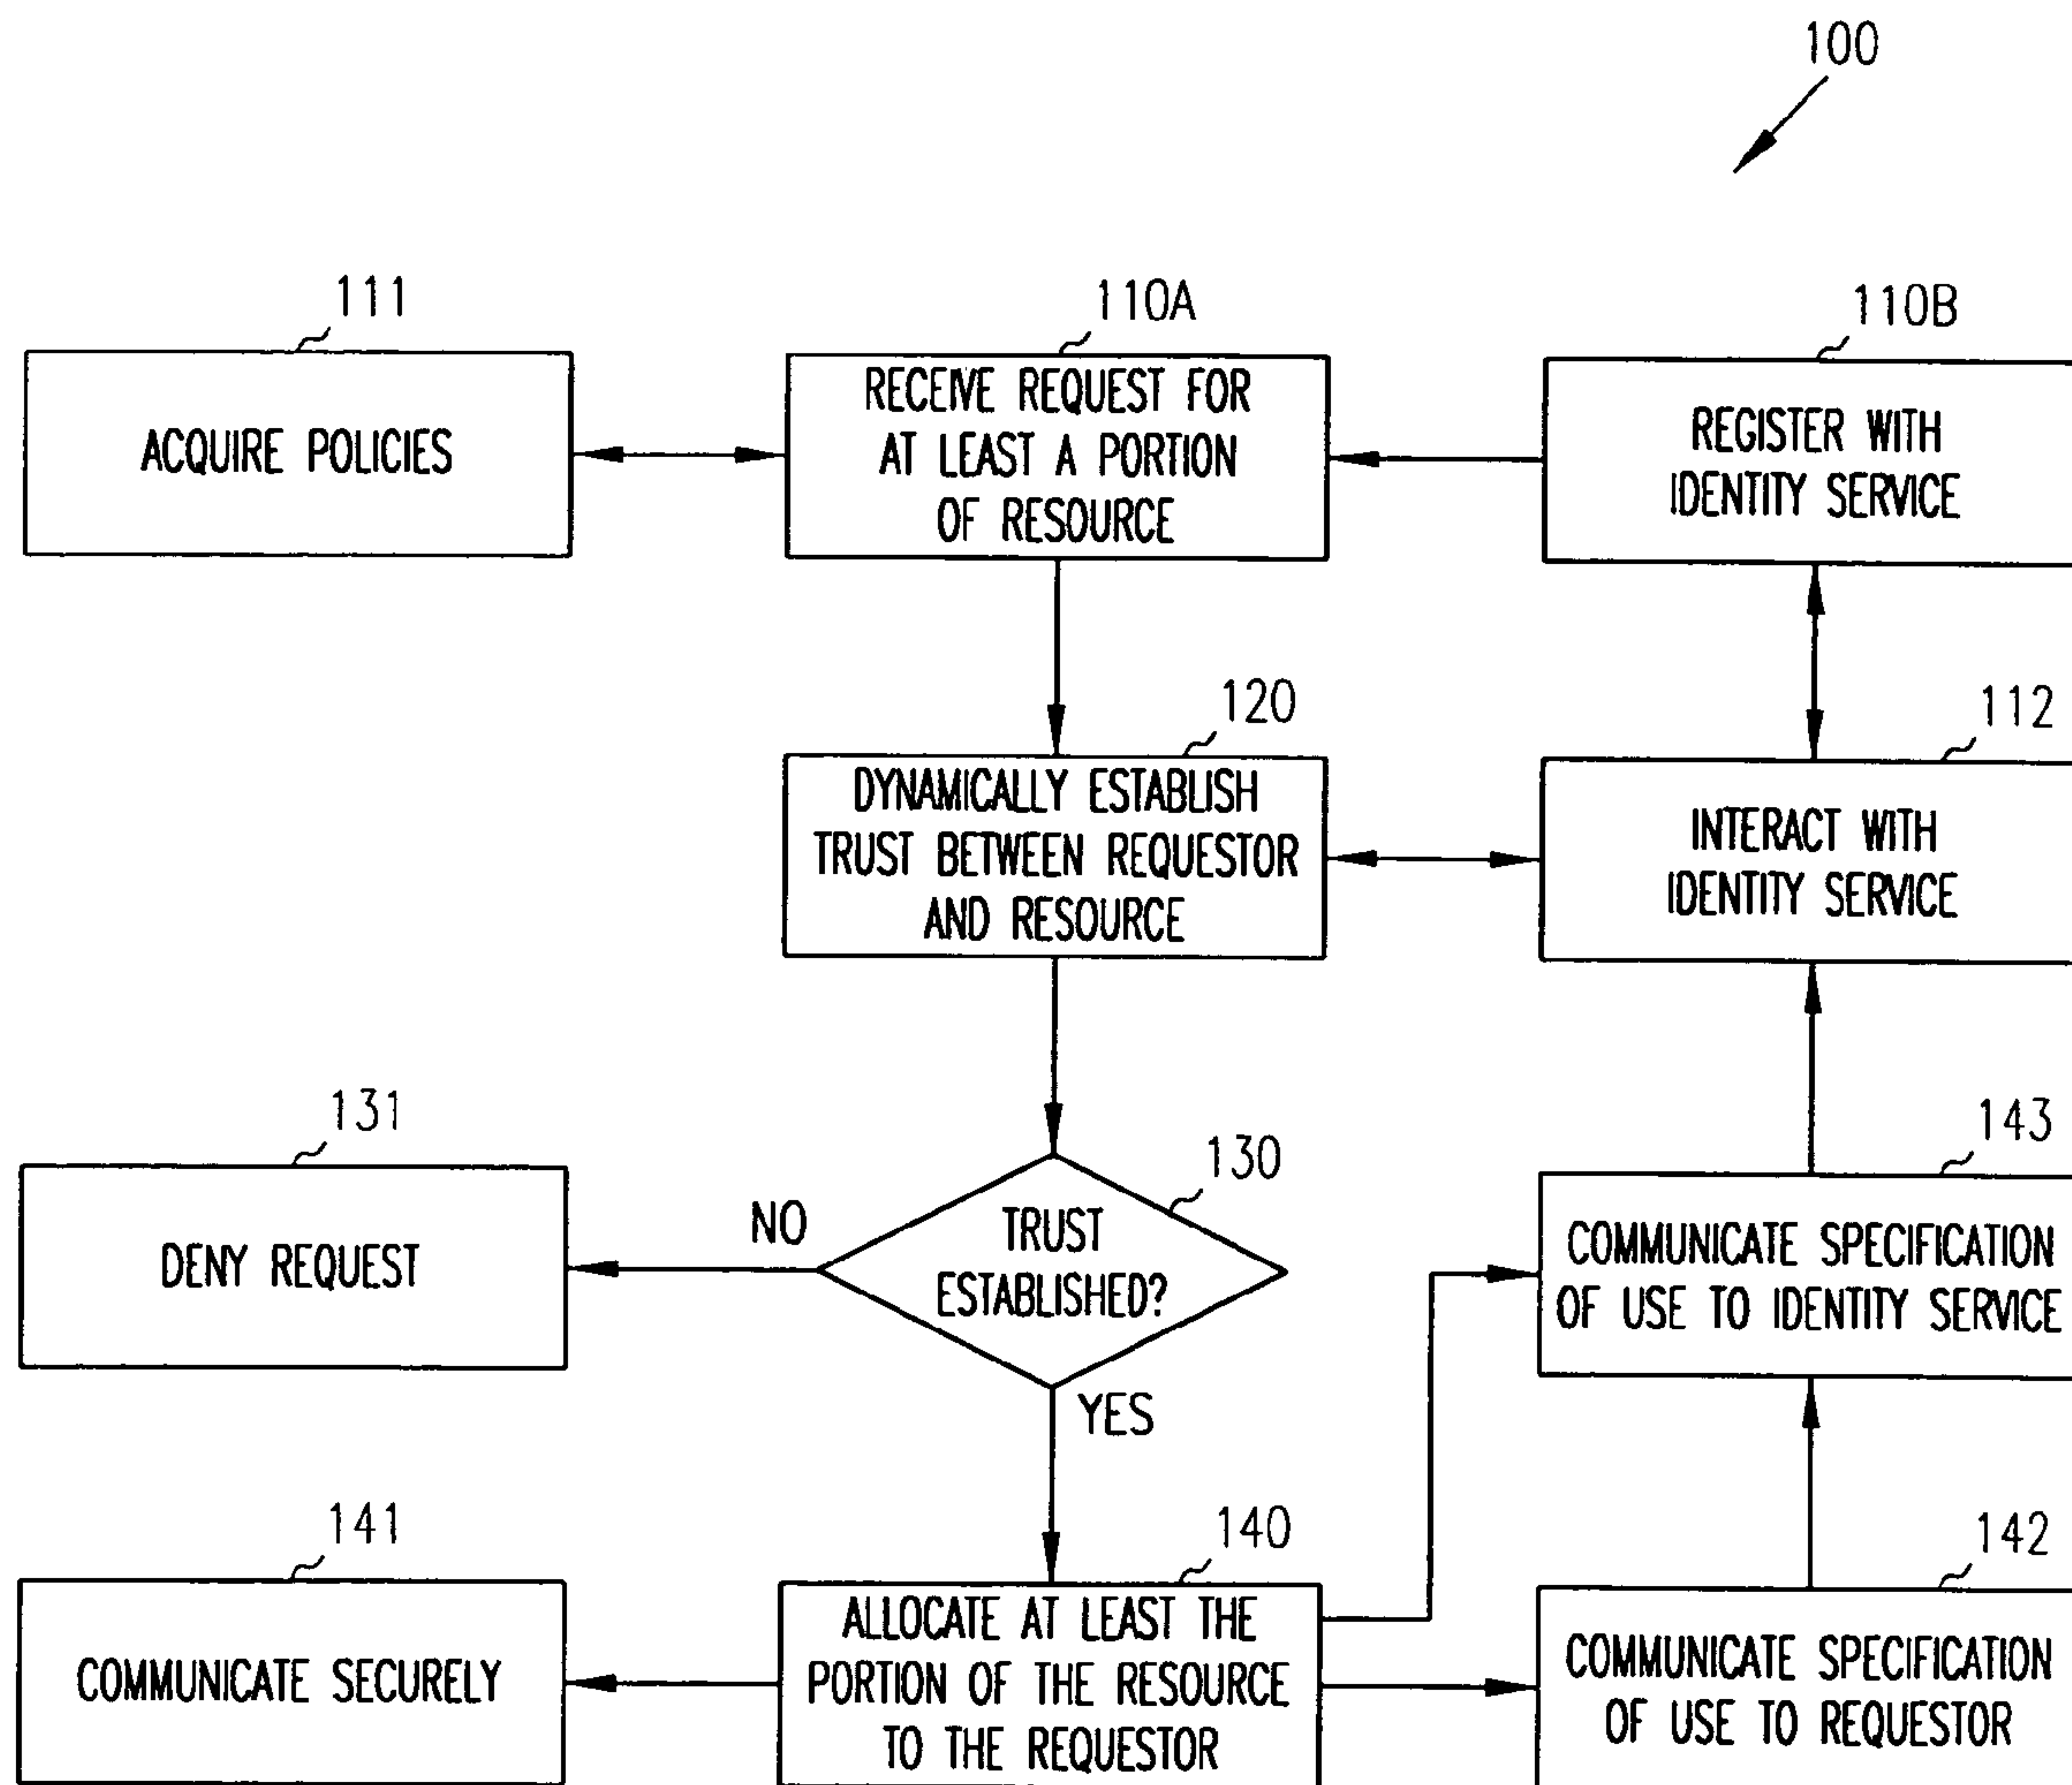 100
111
110A
110B
ACQUIRE POLICIES
RECEIVE REQUEST FOR
AT LEAST A PORTION
OF RESOURCE
REGISTER WITH
IDENTITY SERVICE
120
112
DYNAMICALLY ESTABLISH
TRUST BETWEEN REQUESTOR
AND RESOURCE
INTERACT WITH
IDENTITY SERVICE
131
130
143
DENY REQUEST
NO
TRUST
ESTABLISHED?
YES
COMMUNICATE SPECIFICATION
OF USE TO IDENTITY SERVICE
141
140
142
COMMUNICATE SECURELY
ALLOCATE AT LEAST THE
PORTION OF THE RESOURCE
TO THE REQUESTOR
COMMUNICATE SPECIFICATION
OF USE TO REQUESTOR